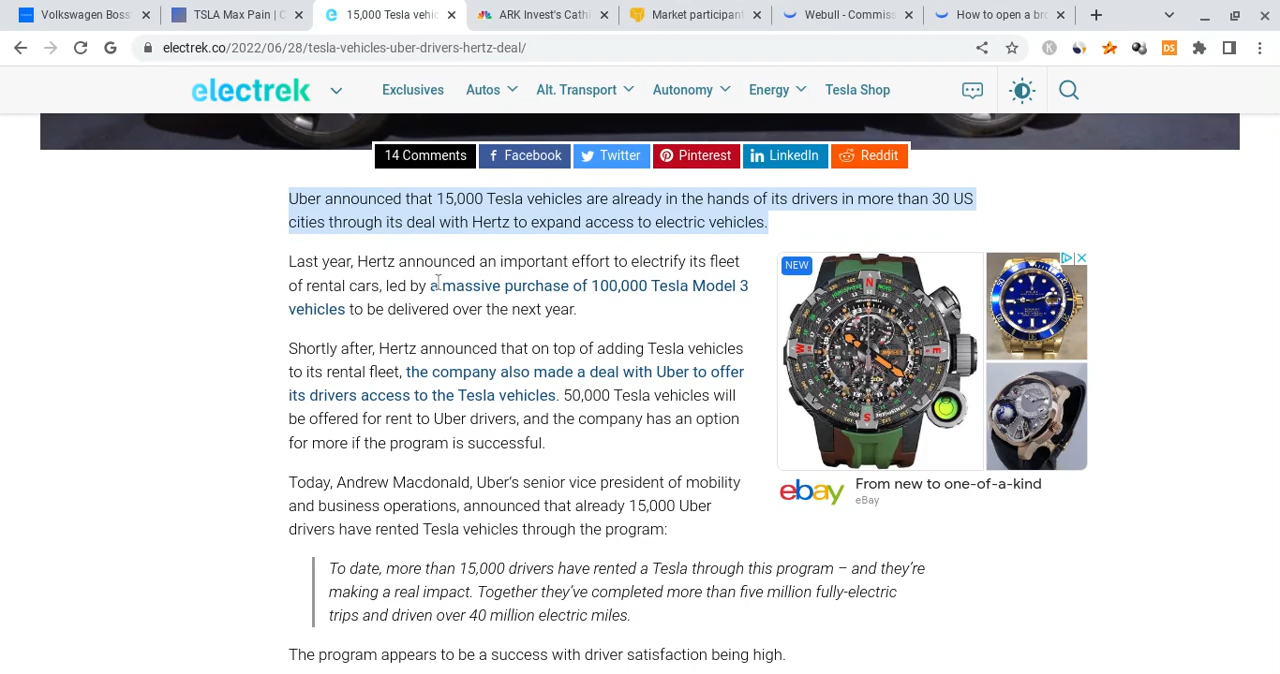 Volkswagen Boss
TSLA Max Pain | C
15,000 Tesla vehic
ARK Invest's Cathi
Market participant
Webull - Commiss
How to open a bro
electrek.co/2022/06/28/tesla-vehicles-uber-drivers-hertz-deal/
DS
electrek
Exclusives
Autos
Alt. Transport
Autonomy
Energy
Tesla Shop
14 Comments
Facebook
Twitter
Pinterest
LinkedIn
Reddit
Uber announced that 15,000 Tesla vehicles are already in the hands of its drivers in more than 30 US
cities through its deal with Hertz to expand access to electric vehicles.
Last year, Hertz announced an important effort to electrify its fleet
of rental cars, led by a massive purchase of 100,000 Tesla Model 3
vehicles to be delivered over the next year.
Shortly after, Hertz announced that on top of adding Tesla vehicles
to its rental fleet, the company also made a deal with Uber to offer
its drivers access to the Tesla vehicles. 50,000 Tesla vehicles will
be offered for rent to Uber drivers, and the company has an option
for more if the program is successful.
NEW
ebay
From new to one-of-a-kind
eBay
Today, Andrew Macdonald, Uber's senior vice president of mobility
and business operations, announced that already 15,000 Uber
drivers have rented Tesla vehicles through the program:
To date, more than 15,000 drivers have rented a Tesla through this program – and they're
making a real impact. Together they've completed more than five million fully-electric
trips and driven over 40 million electric miles.
The program appears to be a success with driver satisfaction being high.